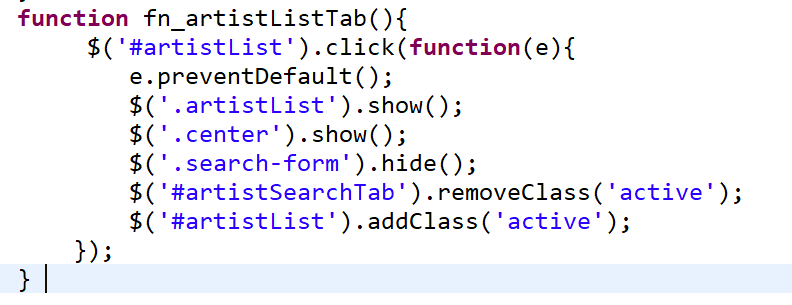 function fn_artistListTab(){
$('#artistList').click(function(e){
e.preventDefault();
$('.artistList').show();
$('.center').show();
$('.search-form').hide();
$('#artistSearchTab').removeClass('active');
$('#artistList').addClass('active');
});
}